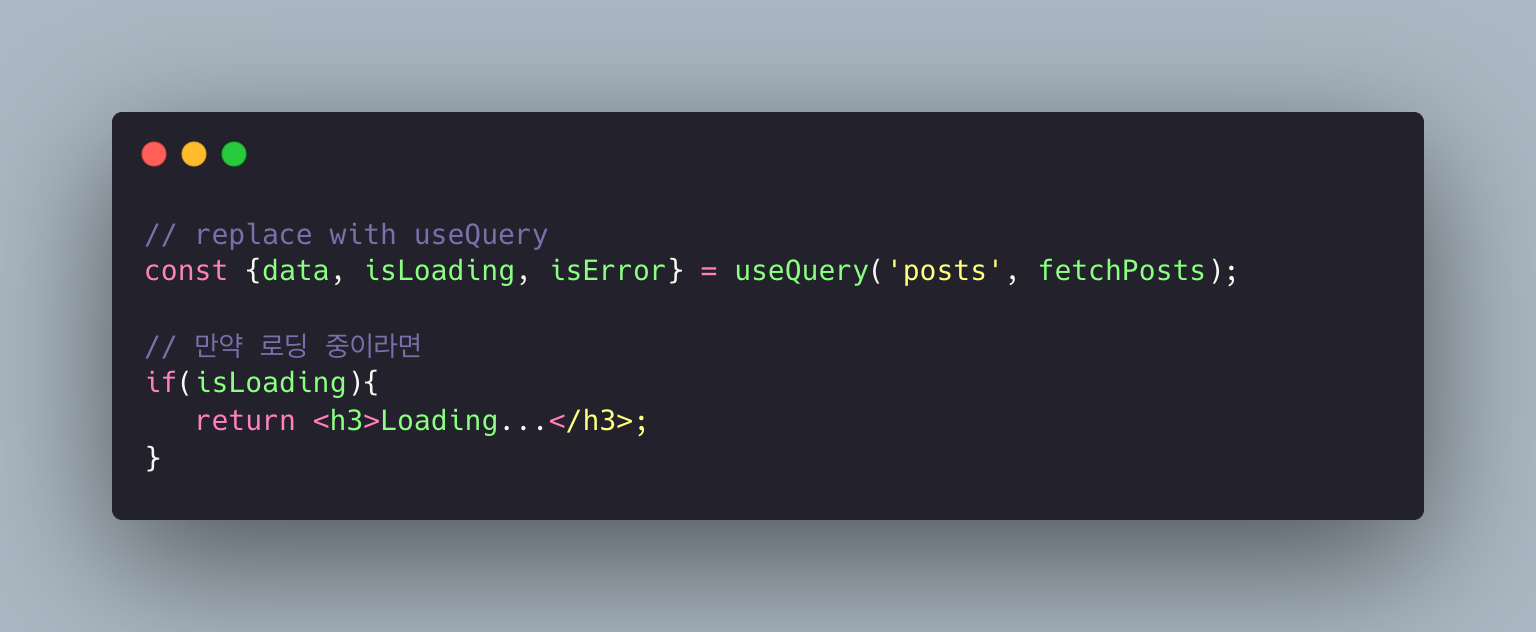 // replace with useQuery
const {data, isLoading, isError} = useQuery('posts', fetchPosts);
// 만약 로딩 중이라면
if(isLoading){
   return <h3>Loading...</h3>;
}